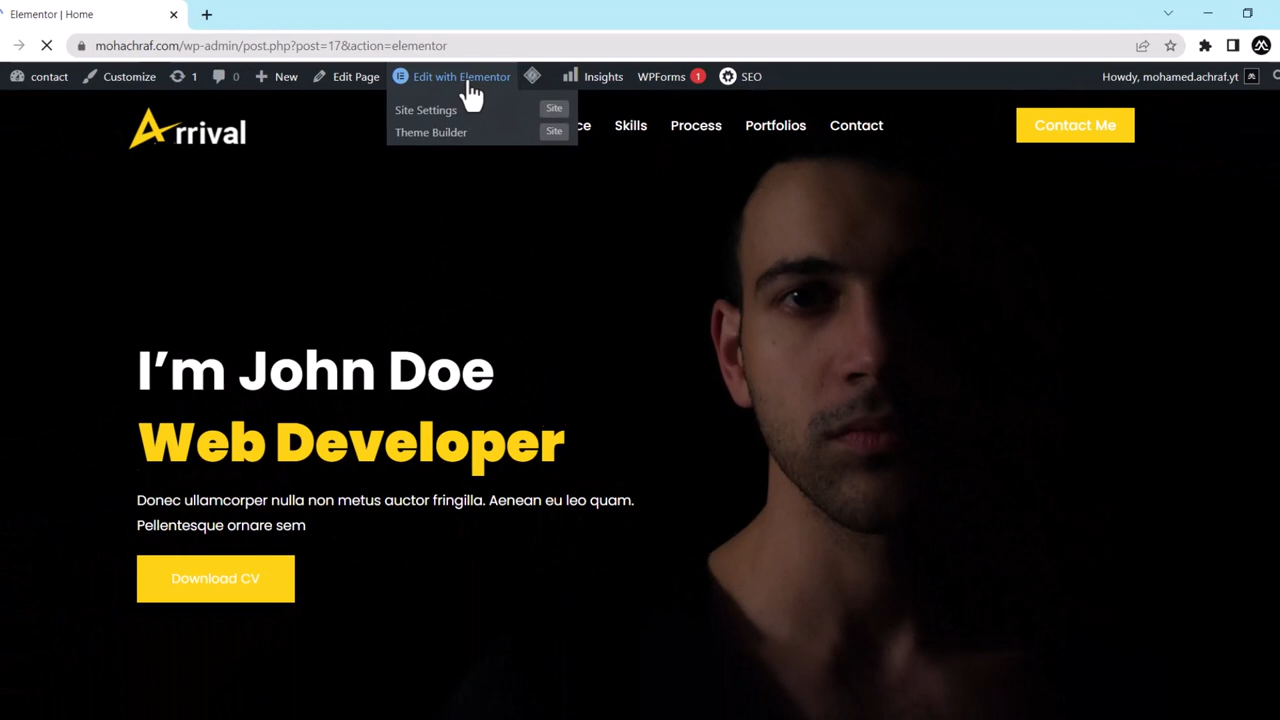 Elementor | Home
mohachraf.com/wp-admin/post.php?post=17&action=elementor
contact Customize 1 0 New Edit Page Edit with Elementor Insights WPForms 1 SEO Howdy, mohamed.achraf.yt
Site Settings Site
Theme Builder Site
Arrival
ce Skills Process Portfolios Contact Contact Me
I'm John Doe
Web Developer
Donec ullamcorper nulla non metus auctor fringilla. Aenean eu leo quam.
Pellentesque ornare sem
Download CV